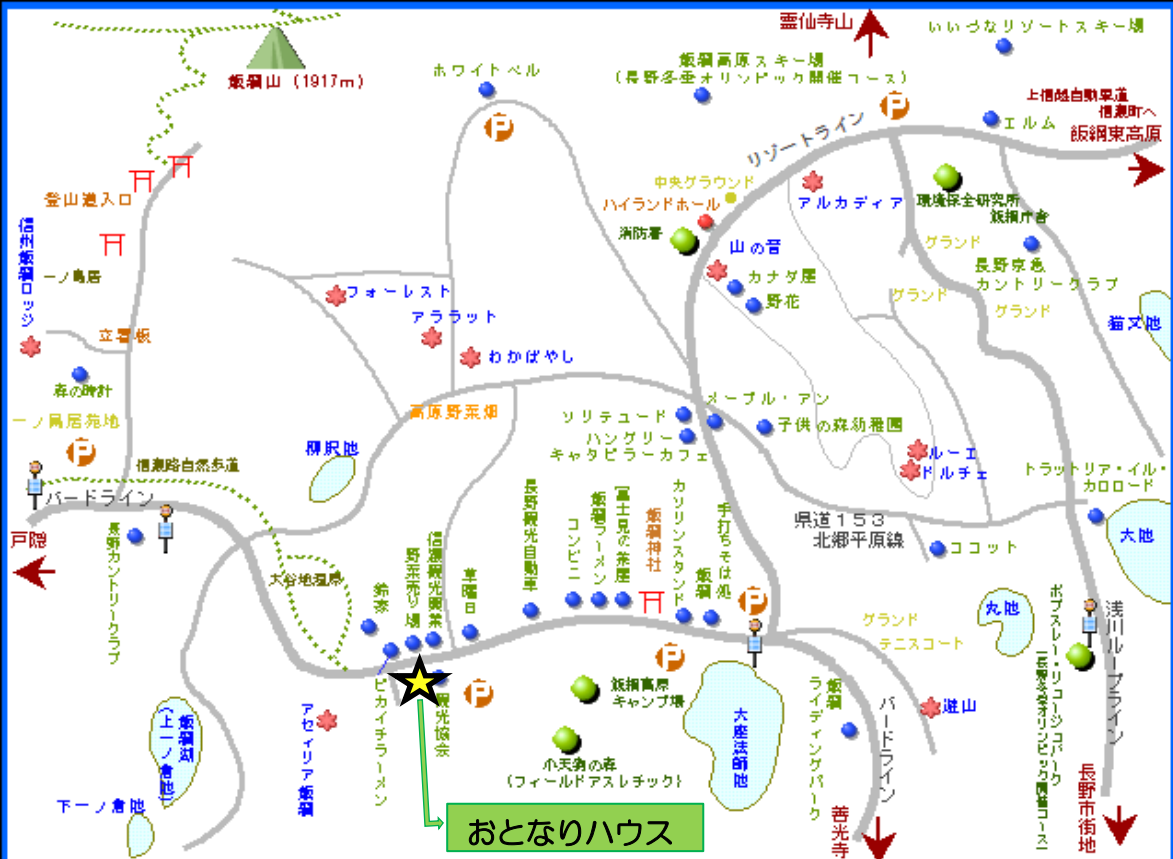 霊仙寺山
いいづなリゾートスキー場
飯綱山 (1917m)
ホワイトベル
飯綱高原スキー場
(長野冬季オリンピック開催コース)
P
P
上信越自動車道
信濃町へ
飯綱東高原
エルム
リゾートライン
登山道入口
中央グラウンド
ハイランドホール
消防署
アルカディア
環境保全研究所
飯綱庁舎
信州飯綱ロッジ
一ノ鳥居
山の音
カナダ屋
野花
グランド
長野京急
カントリークラブ
グランド
グランド
猫又池
フォーレスト
アララット
わかばやし
立看板
森の時計
一ノ鳥居苑地
P
高原野菜畑
メープル・アン
ソリチュード
ハングリー
キャタピラーカフェ
子供の森幼稚園
ルーエ
ドルチェ
トラットリア・イル・
カロロード
柳沢池
信濃路自然歩道
バードライン
戸隠
長野カントリークラブ
大谷地湿原
県道153
北郷平原線
大池
ココット
鈴家
野菜売り場
信濃観光開業
草曜日
長野観光自動車
コンビニ
飯綱ラーメン
富士見の茶屋
飯綱神社
ガソリンスタンド
飯綱
手打ちそば処
P
P
P
丸池
グランド
テニスコート
浅川ループライン
ボブスレー・リュージュパーク
(長野冬季オリンピック開催コース)
飯綱湖
(上一ノ倉池)
下一ノ倉池
アセイリア飯綱
ピカイチラーメン
観光協会
飯綱高原
キャンプ場
小天狗の森
(フィールドアスレチック)
大座法師池
飯綱
ライディングパーク
バードライン
遊山
善光寺
長野市街地
おとなりハウス